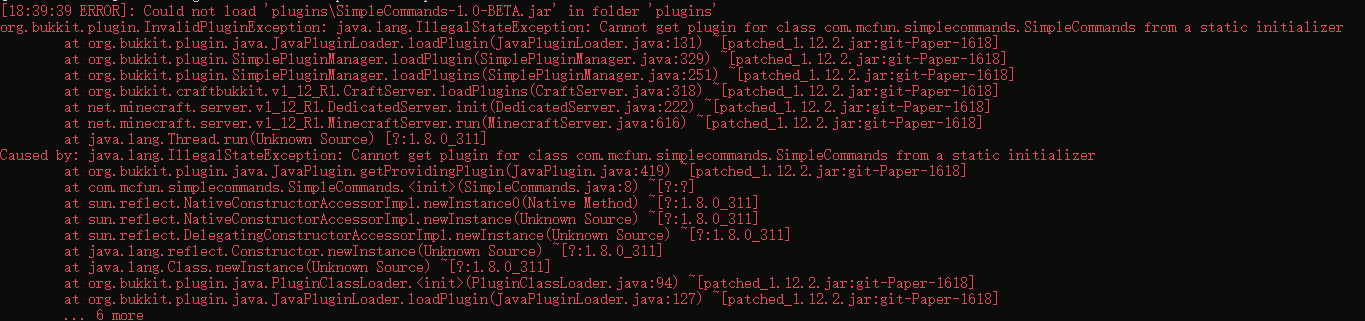 [18:39:39 ERROR]: Could not load 'plugins\SimpleCommands-1.0-BETA.jar' in folder 'plugins'
org.bukkit.plugin.InvalidPluginException: java.lang.IllegalStateException: Cannot get plugin for class com.mcfun.simplecommands.SimpleCommands from a static initializer
at org.bukkit.plugin.java.JavaPluginLoader.loadPlugin(JavaPluginLoader.java:131) ~[patched_1.12.2.jar:git-Paper-1618]
at org.bukkit.plugin.SimplePluginManager.loadPlugin(SimplePluginManager.java:329) ~[patched_1.12.2.jar:git-Paper-1618]
at org.bukkit.plugin.SimplePluginManager.loadPlugins(SimplePluginManager.java:251) ~[patched_1.12.2.jar:git-Paper-1618]
at org.bukkit.craftbukkit.v1_12_R1.CraftServer.loadPlugins(CraftServer.java:318) ~[patched_1.12.2.jar:git-Paper-1618]
at net.minecraft.server.v1_12_R1.DedicatedServer.init(DedicatedServer.java:222) ~[patched_1.12.2.jar:git-Paper-1618]
at net.minecraft.server.v1_12_R1.MinecraftServer.run(MinecraftServer.java:616) ~[patched_1.12.2.jar:git-Paper-1618]
at java.lang.Thread.run(Unknown Source) [?:1.8.0_311]
Caused by: java.lang.IllegalStateException: Cannot get plugin for class com.mcfun.simplecommands.SimpleCommands from a static initializer
at org.bukkit.plugin.java.JavaPlugin.getProvidingPlugin(JavaPlugin.java:419) ~[patched_1.12.2.jar:git-Paper-1618]
at com.mcfun.simplecommands.SimpleCommands.<init>(SimpleCommands.java:8) ~[?:?]
at sun.reflect.NativeConstructorAccessorImpl.newInstance0(Native Method) ~[?:1.8.0_311]
at sun.reflect.NativeConstructorAccessorImpl.newInstance(Unknown Source) ~[?:1.8.0_311]
at sun.reflect.DelegatingConstructorAccessorImpl.newInstance(Unknown Source) ~[?:1.8.0_311]
at java.lang.reflect.Constructor.newInstance(Unknown Source) ~[?:1.8.0_311]
at java.lang.Class.newInstance(Unknown Source) ~[?:1.8.0_311]
at org.bukkit.plugin.java.PluginClassLoader.<init>(PluginClassLoader.java:94) ~[patched_1.12.2.jar:git-Paper-1618]
at org.bukkit.plugin.java.JavaPluginLoader.loadPlugin(JavaPluginLoader.java:127) ~[patched_1.12.2.jar:git-Paper-1618]
... 6 more